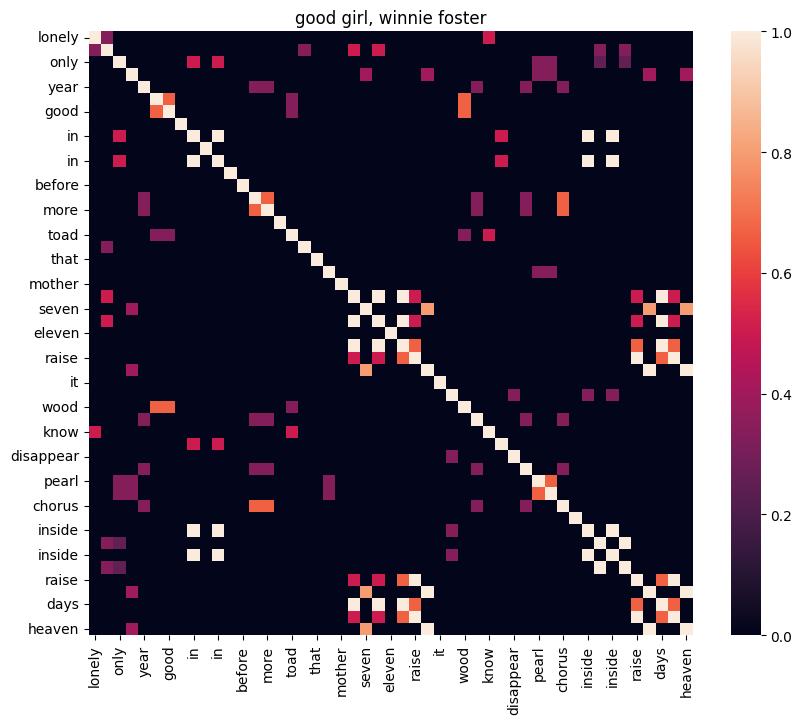 good girl, winnie foster
lonely
only
year
good
in
in
before
more
toad
that
mother
seven
eleven
raise
it
wood
know
disappear
pearl
chorus
inside
inside
raise
days
heaven
1.0
0.8
0.6
0.4
0.2
0.0
lonely
only
year
good
in
in
before
more
toad
that
mother
seven
eleven
raise
it
wood
know
disappear
pearl
chorus
inside
inside
raise
days
heaven